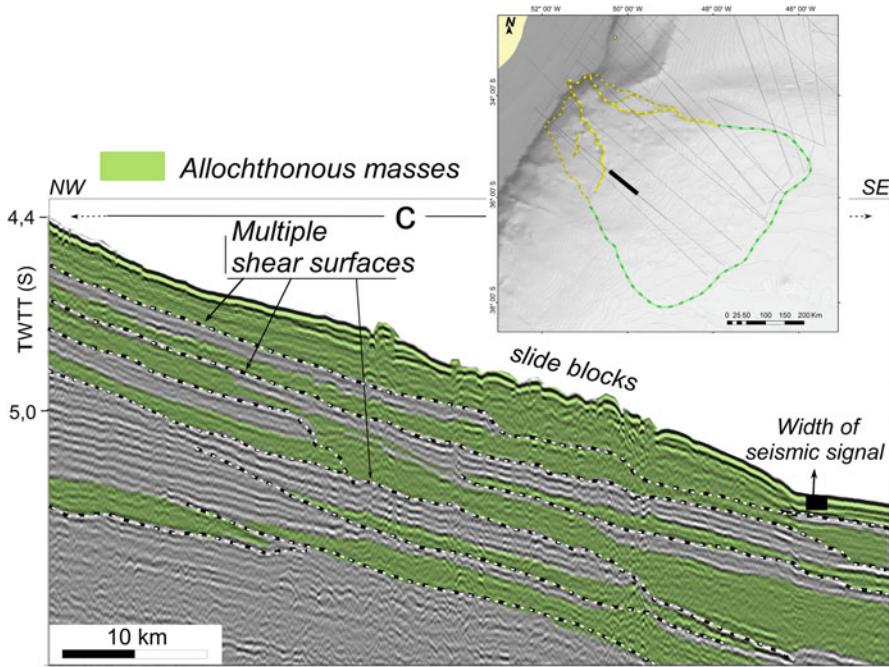 52° 00' W
50° 00' W
48° 00' W
46° 00' W
N
34° 00' S
36° 00' S
38° 00' S
0 25 50 100 150 200 Km
Allochthonous masses
NW
SE
4,4
C
Multiple
shear surfaces
TWTT (S)
slide blocks
5,0
Width of
seismic signal
10 km